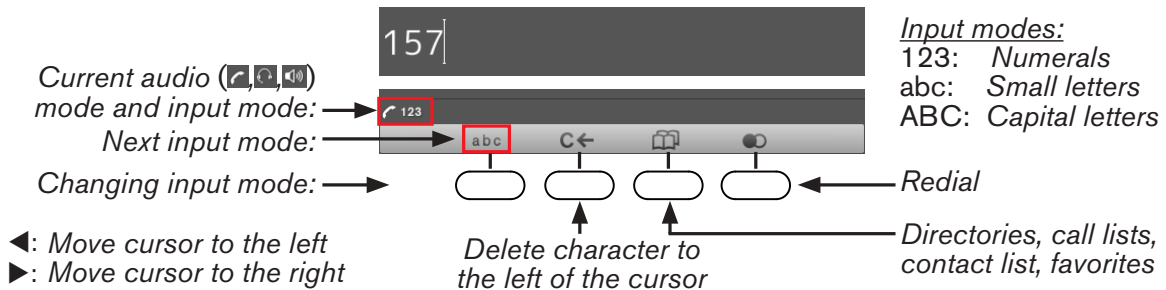 157
Current audio ( , , )
mode and input mode:
123
Next input mode:
abc
C←
Changing input mode:
Input modes:
123: Numerals
abc: Small letters
ABC: Capital letters
Redial
◀: Move cursor to the left
▶: Move cursor to the right
Delete character to
the left of the cursor
Directories, call lists,
contact list, favorites